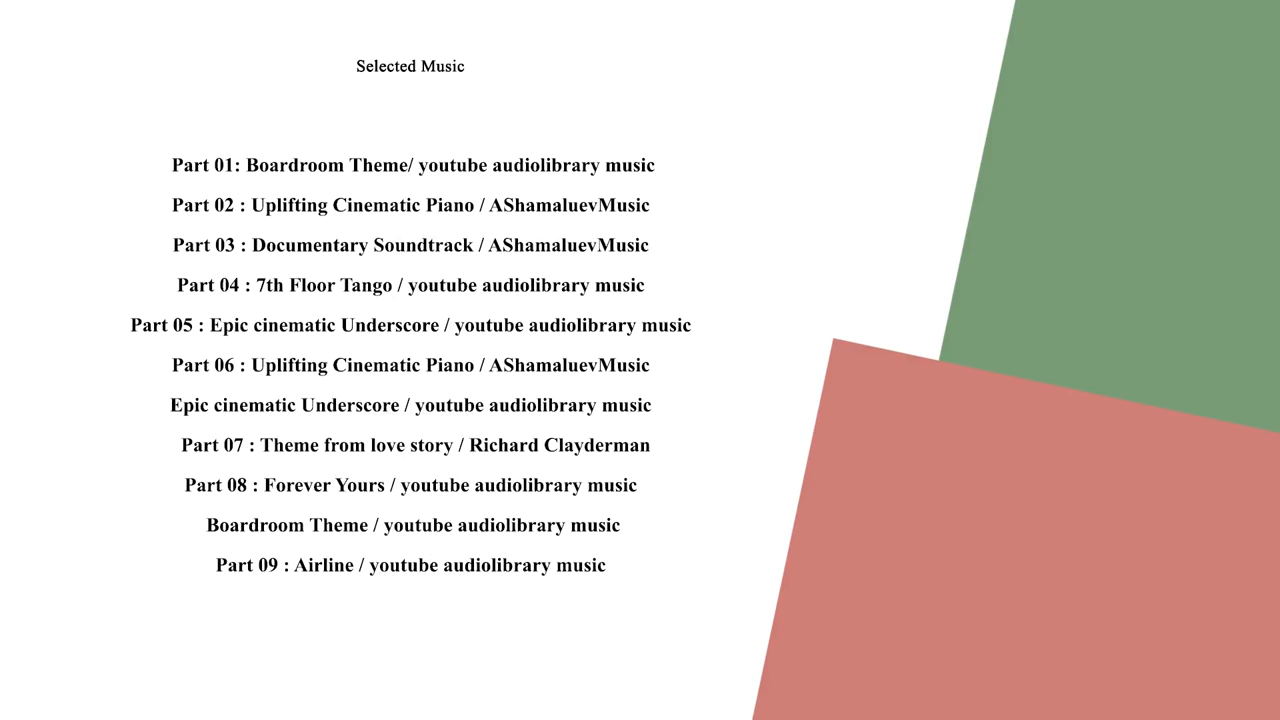 Selected Music
Part 01: Boardroom Theme/ youtube audiolibrary music
Part 02 : Uplifting Cinematic Piano / AShamaluevMusic
Part 03 : Documentary Soundtrack / AShamaluevMusic
Part 04 : 7th Floor Tango / youtube audiolibrary music
Part 05 : Epic cinematic Underscore / youtube audiolibrary music
Part 06 : Uplifting Cinematic Piano / AShamaluevMusic
Epic cinematic Underscore / youtube audiolibrary music
Part 07 : Theme from love story / Richard Clayderman
Part 08 : Forever Yours / youtube audiolibrary music
Boardroom Theme / youtube audiolibrary music
Part 09 : Airline / youtube audiolibrary music